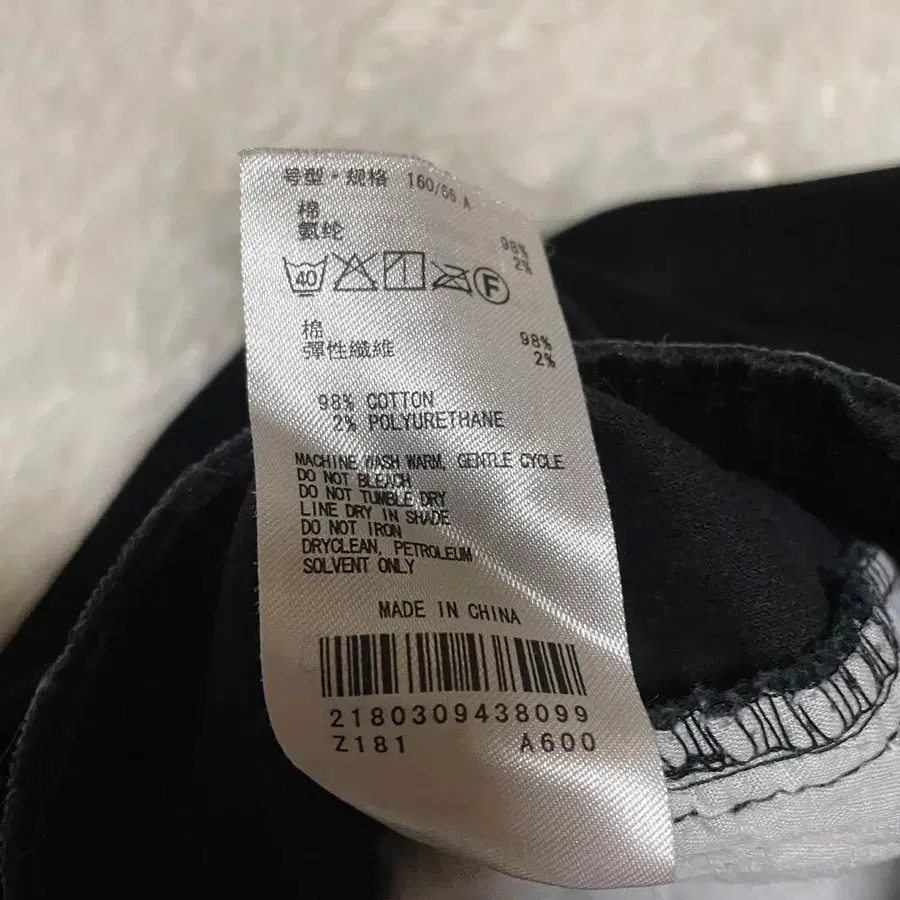 号型·规格 160/66 A
棉 98%
氨纶 2%
40 F
棉 98%
彈性纖維 2%
98% COTTON
2% POLYURETHANE
MACHINE WASH WARM, GENTLE CYCLE
DO NOT BLEACH
DO NOT TUMBLE DRY
LINE DRY IN SHADE
DO NOT IRON
DRYCLEAN, PETROLEUM
SOLVENT ONLY
MADE IN CHINA
2180309438099
Z181 A600